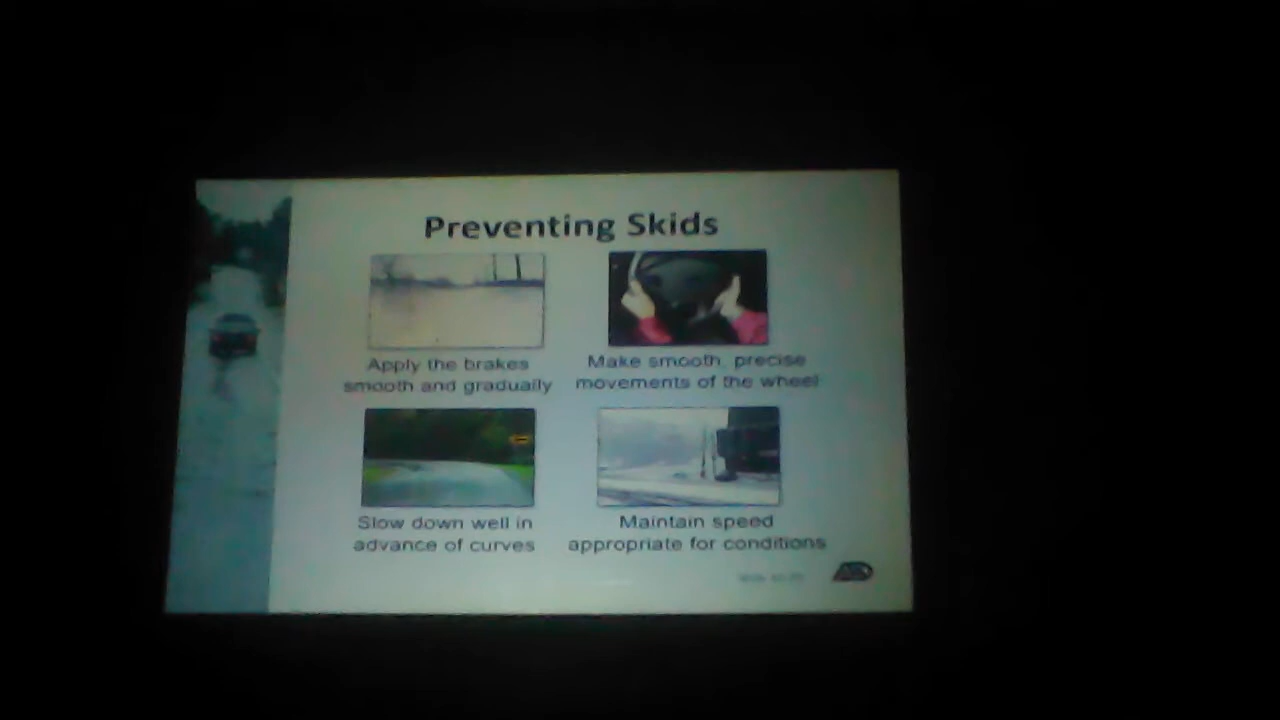 Preventing Skids
Apply the brakes
smooth and gradually
Make smooth, precise
movements of the wheel
Slow down well in
advance of curves
Maintain speed
appropriate for conditions